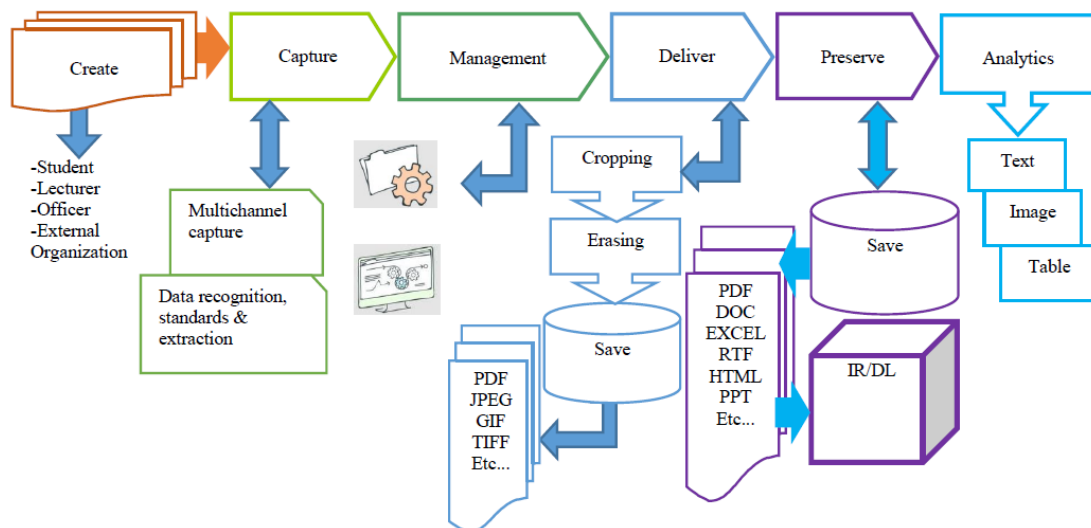 Create
Capture
Management
Deliver
Preserve
Analytics
-Student
-Lecturer
-Officer
-External
Organization
Multichannel
capture
Data recognition,
standards &
extraction
Cropping
Erasing
Save
PDF
JPEG
GIF
TIFF
Etc...
Save
PDF
DOC
EXCEL
RTF
HTML
PPT
Etc...
IR/DL
Text
Image
Table